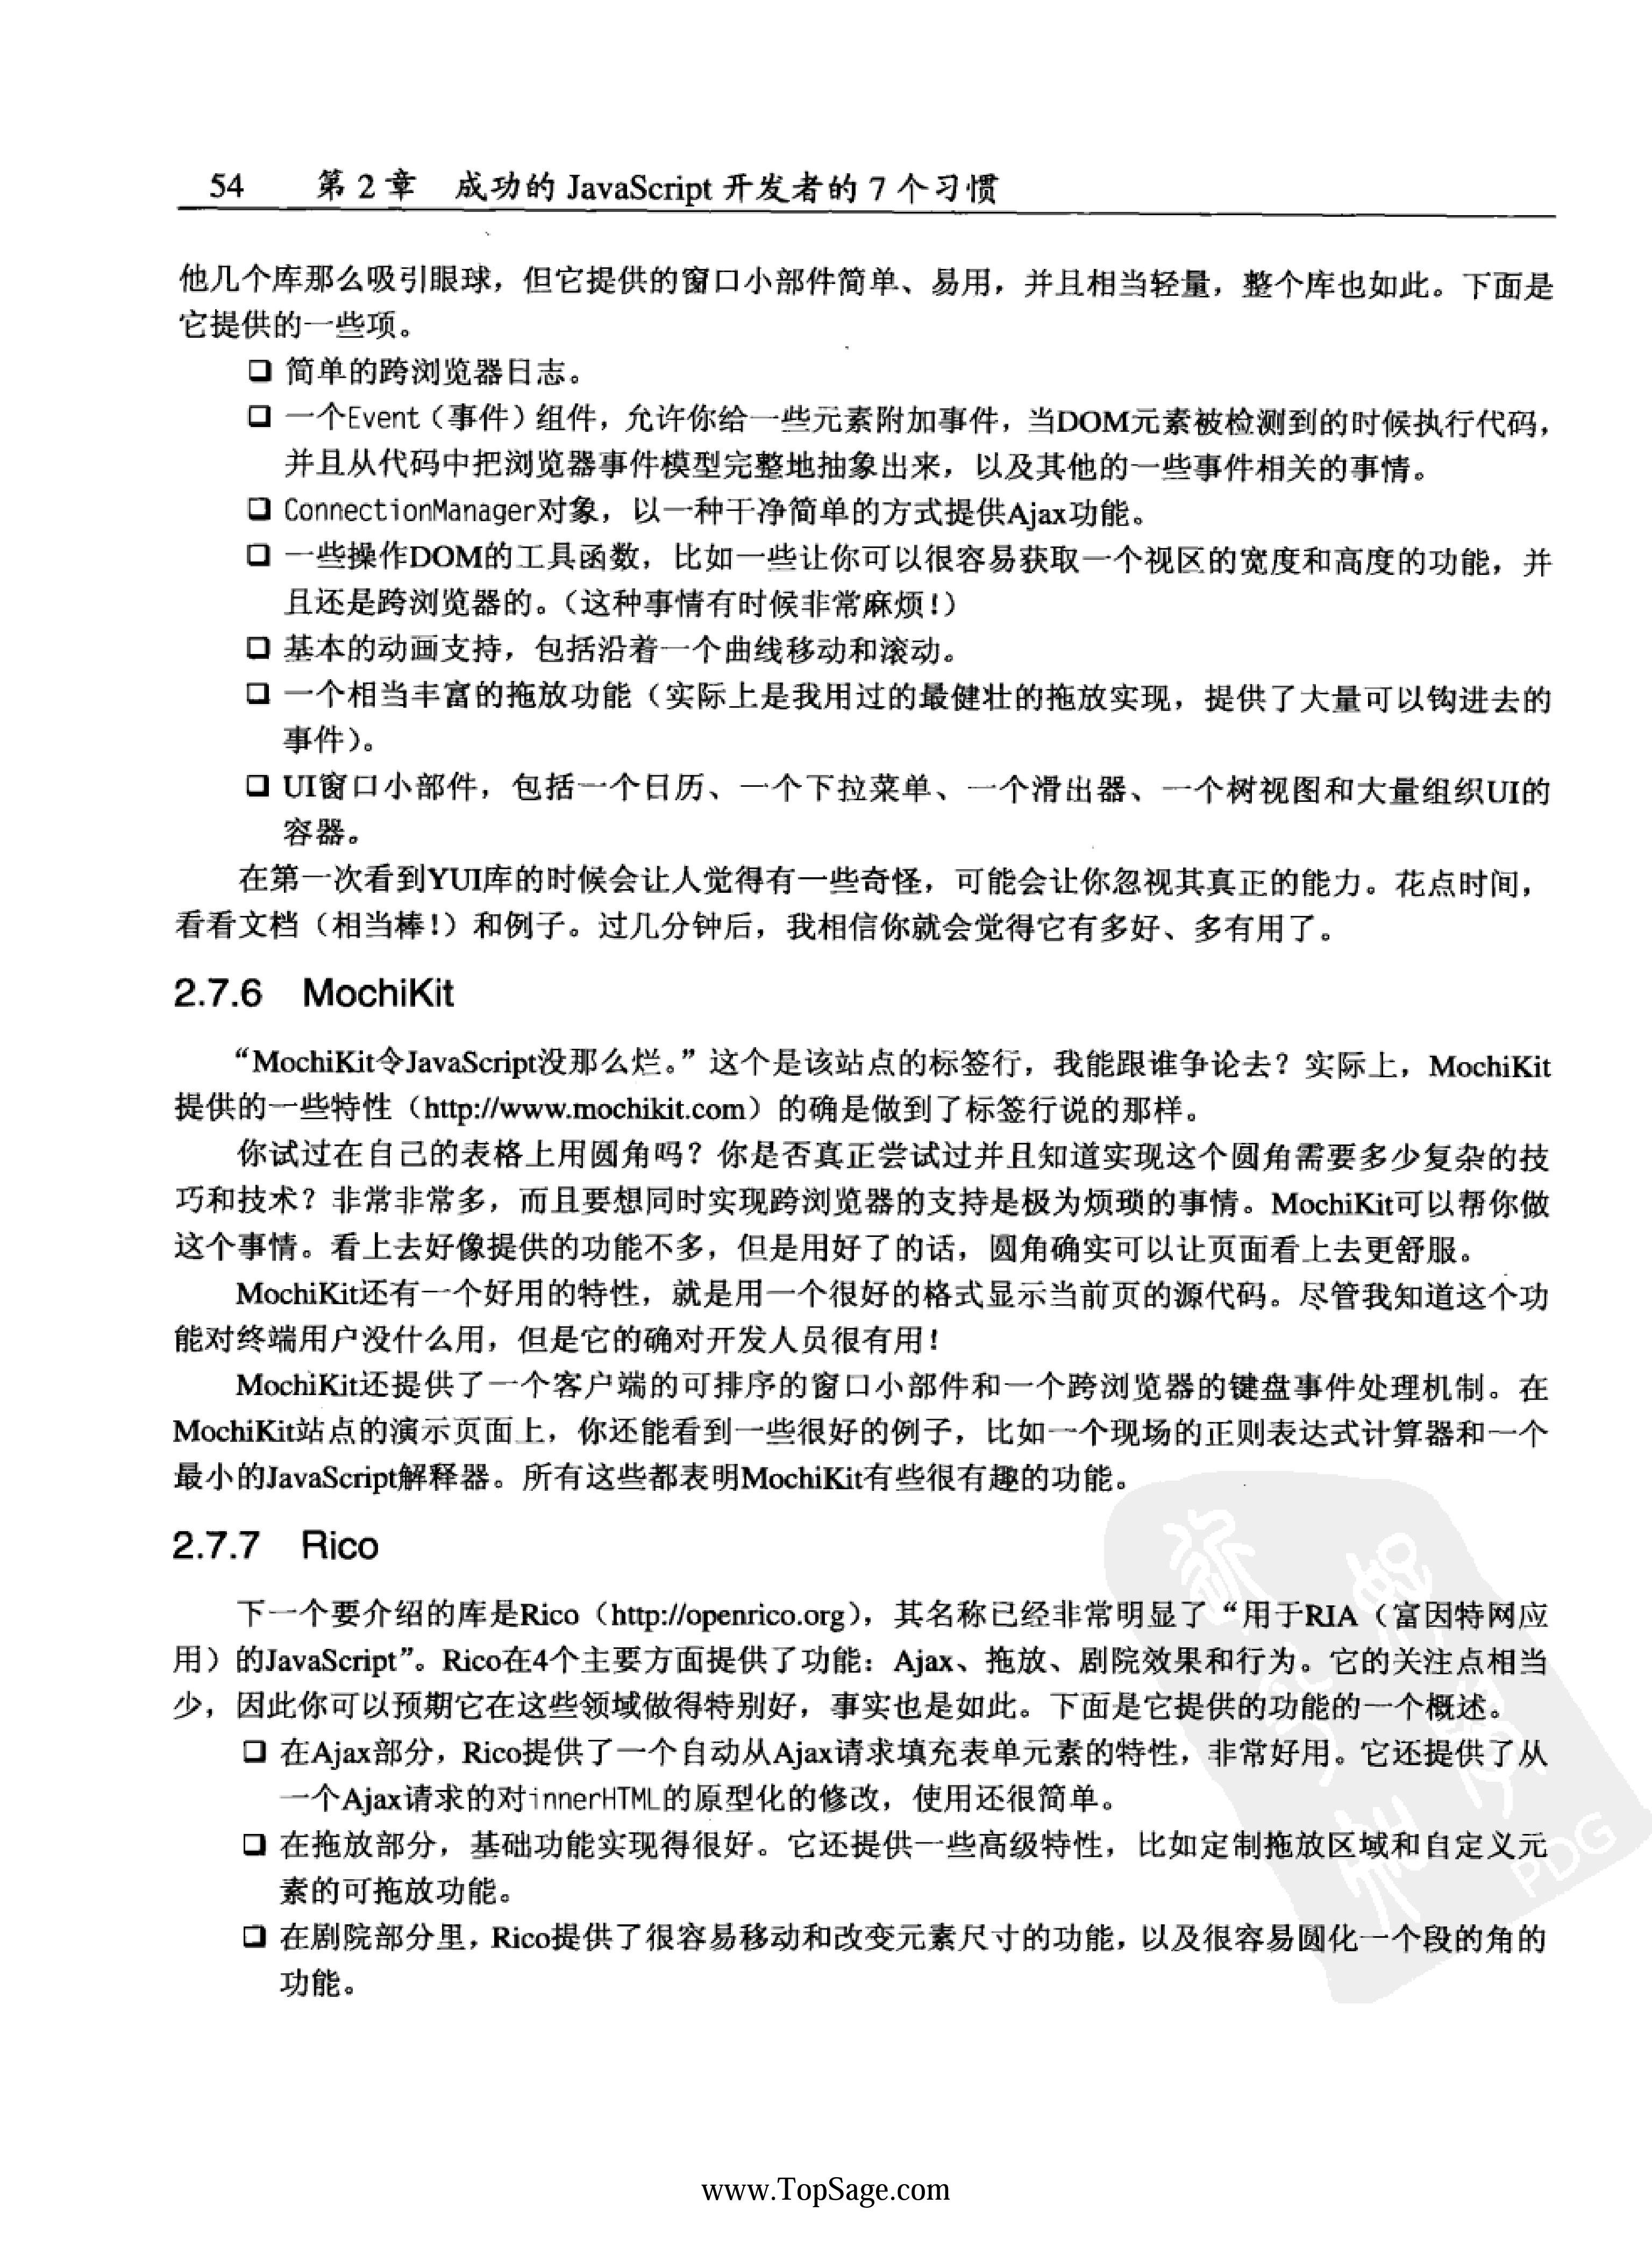 54 第 2 章 成功的 JavaScript 开发者的 7 个习惯
他几个库那么吸引眼球，但它提供的窗口小部件简单、易用，并且相当轻量，整个库也如此。下面是
它提供的一些项。
❑ 简单的跨浏览器日志。
❑ 一个Event（事件）组件，允许你给一些元素附加事件，当DOM元素被检测到的时候执行代码，
并且从代码中把浏览器事件模型完整地抽象出来，以及其他的一些事件相关的事情。
❑ ConnectionManager对象，以一种干净简单的方式提供Ajax功能。
❑ 一些操作DOM的工具函数，比如一些让你可以很容易获取一个视区的宽度和高度的功能，并
且还是跨浏览器的。（这种事情有时候非常麻烦！）
❑ 基本的动画支持，包括沿着一个曲线移动和滚动。
❑ 一个相当丰富的拖放功能（实际上是我用过的最健壮的拖放实现，提供了大量可以钩进去的
事件）。
❑ UI窗口小部件，包括一个日历、一个下拉菜单、一个滑出器、一个树视图和大量组织UI的
容器。
在第一次看到YUI库的时候会让人觉得有一些奇怪，可能会让你忽视其真正的能力。花点时间，
看看文档（相当棒！）和例子。过几分钟后，我相信你就会觉得它有多好、多有用了。
2.7.6 MochiKit
“MochiKit令JavaScript没那么烂。”这个是该站点的标签行，我能跟谁争论去？实际上，MochiKit
提供的一些特性（http://www.mochikit.com）的确是做到了标签行说的那样。
你试过在自己的表格上用圆角吗？你是否真正尝试过并且知道实现这个圆角需要多少复杂的技
巧和技术？非常非常多，而且要想同时实现跨浏览器的支持是极为烦琐的事情。MochiKit可以帮你做
这个事情。看上去好像提供的功能不多，但是用好了的话，圆角确实可以让页面看上去更舒服。
MochiKit还有一个好用的特性，就是用一个很好的格式显示当前页的源代码。尽管我知道这个功
能对终端用户没什么用，但是它的确对开发人员很有用！
MochiKit还提供了一个客户端的可排序的窗口小部件和一个跨浏览器的键盘事件处理机制。在
MochiKit站点的演示页面上，你还能看到一些很好的例子，比如一个现场的正则表达式计算器和一个
最小的JavaScript解释器。所有这些都表明MochiKit有些很有趣的功能。
2.7.7 Rico
下一个要介绍的库是Rico（http://openrico.org），其名称已经非常明显了“用于RIA（富因特网应
用）的JavaScript”。Rico在4个主要方面提供了功能：Ajax、拖放、剧院效果和行为。它的关注点相当
少，因此你可以预期它在这些领域做得特别好，事实也是如此。下面是它提供的功能的一个概述。
❑ 在Ajax部分，Rico提供了一个自动从Ajax请求填充表单元素的特性，非常好用。它还提供了从
一个Ajax请求的对innerHTML的原型化的修改，使用还很简单。
❑ 在拖放部分，基础功能实现得很好。它还提供一些高级特性，比如定制拖放区域和自定义元
素的可拖放功能。
❑ 在剧院部分里，Rico提供了很容易移动和改变元素尺寸的功能，以及很容易圆化一个段的角的
功能。
PDG
www.TopSage.com